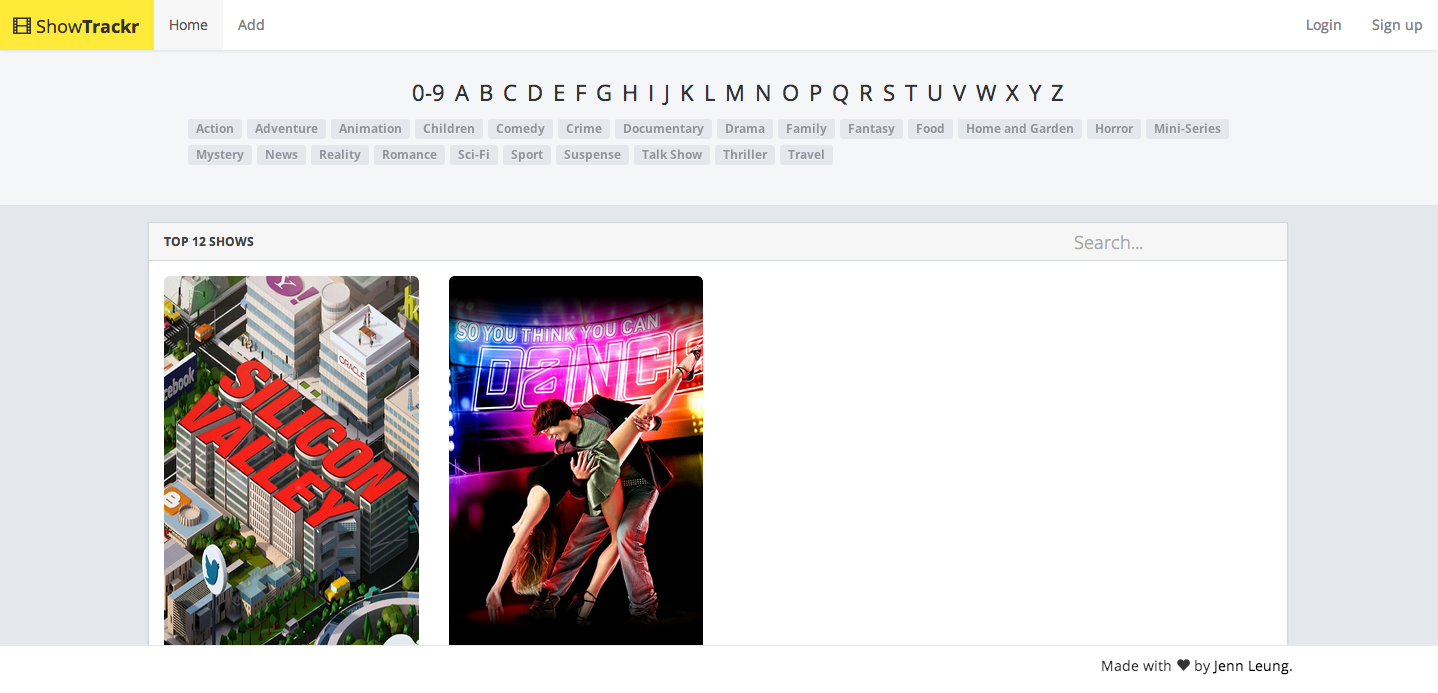 ShowTrackr Home Add Login Sign up
0-9 A B C D E F G H I J K L M N O P Q R S T U V W X Y Z
Action Adventure Animation Children Comedy Crime Documentary Drama Family Fantasy Food Home and Garden Horror Mini-Series
Mystery News Reality Romance Sci-Fi Sport Suspense Talk Show Thriller Travel
TOP 12 SHOWS Search...
Y!
ORACLE
cebook
SILICON
VALLEY
SO YOU THINK YOU CAN
DANCE
Made with ♥ by Jenn Leung.